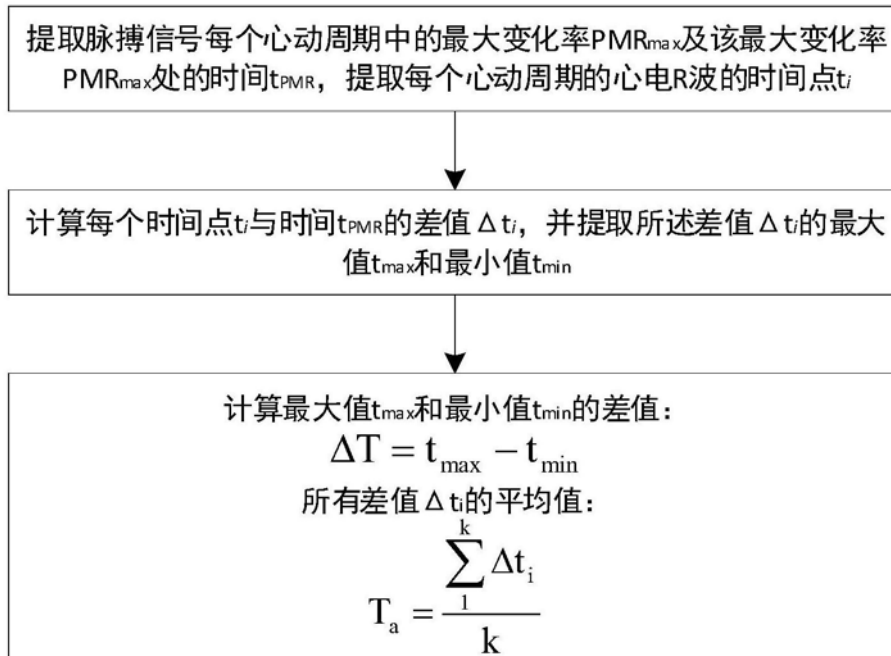 提取脉搏信号每个心动周期中的最大变化率PMRmax及该最大变化率
PMRmax处的时间tPMR，提取每个心动周期的心电R波的时间点ti
计算每个时间点ti与时间tPMR的差值Δti，并提取所述差值Δti的最大
值tmax和最小值tmin
计算最大值tmax和最小值tmin的差值：
ΔT = tmax − tmin
所有差值Δti的平均值：
k
∑ Δti
1
Ta =
k